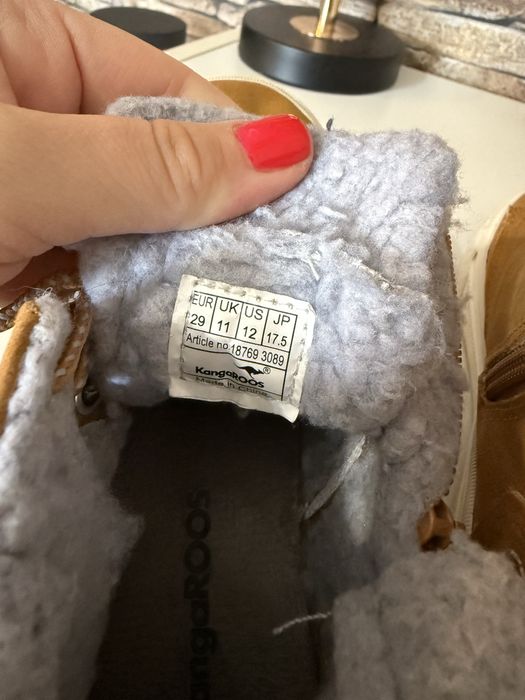 EUR UK US JP
29 11 12 17.5
Article no 18769 3089
KangaROOS ®
Made in China
KangaROOS